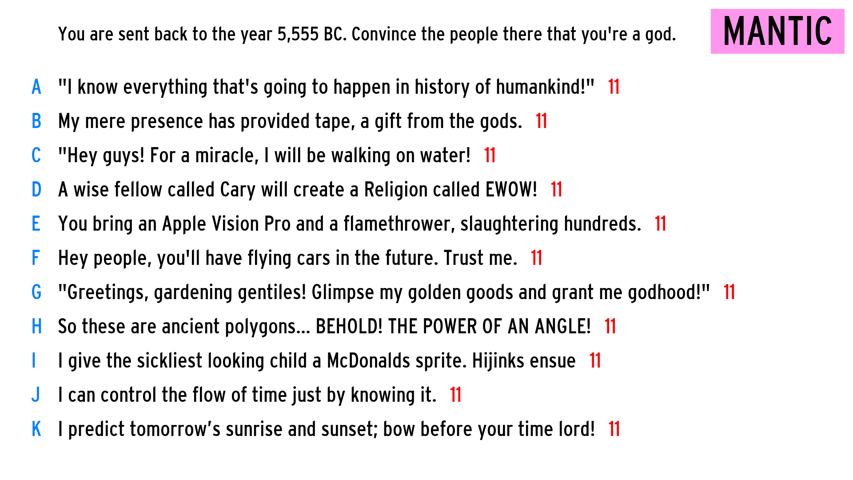 You are sent back to the year 5,555 BC. Convince the people there that you're a god.
MANTIC
A "I know everything that's going to happen in history of humankind!" 11
B My mere presence has provided tape, a gift from the gods. 11
C "Hey guys! For a miracle, I will be walking on water! 11
D A wise fellow called Cary will create a Religion called EWOW! 11
E You bring an Apple Vision Pro and a flamethrower, slaughtering hundreds. 11
F Hey people, you'll have flying cars in the future. Trust me. 11
G "Greetings, gardening gentiles! Glimpse my golden goods and grant me godhood!" 11
H So these are ancient polygons... BEHOLD! THE POWER OF AN ANGLE! 11
I I give the sickliest looking child a McDonalds sprite. Hijinks ensue 11
J I can control the flow of time just by knowing it. 11
K I predict tomorrow’s sunrise and sunset; bow before your time lord! 11